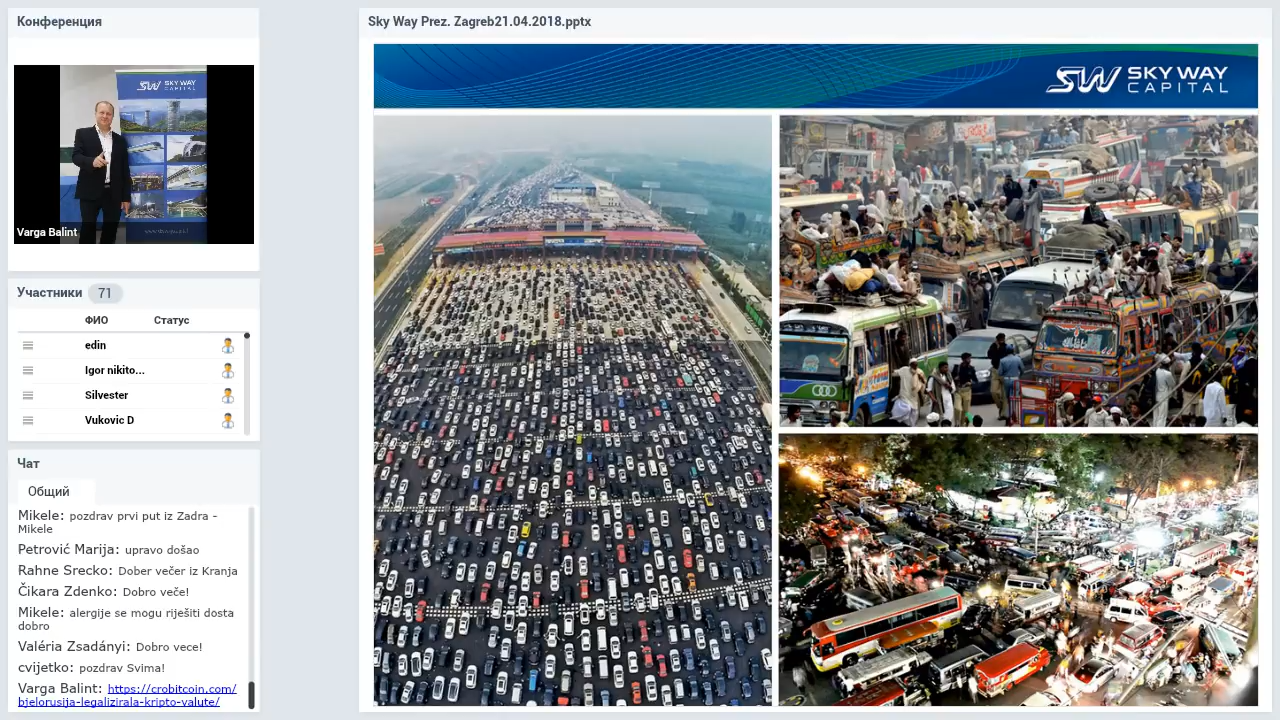 Конференция
SKY WAY
CAPITAL
Varga Balint
Участники 71
ФИО Статус
edin
Igor nikito...
Silvester
Vukovic D
Чат
Общий
Mikele: pozdrav prvi put iz Zadra -
Mikele
Petrović Marija: upravo došao
Rahne Srecko: Dober večer iz Kranja
Čikara Zdenko: Dobro veče!
Mikele: alergije se mogu riješiti dosta
dobro
Valéria Zsadányi: Dobro vece!
cvijetko: pozdrav Svima!
Varga Balint: https://crobitcoin.com/
bjelorusija-legalizirala-kripto-valute/
Sky Way Prez. Zagreb21.04.2018.pptx
SW SKY WAY
CAPITAL